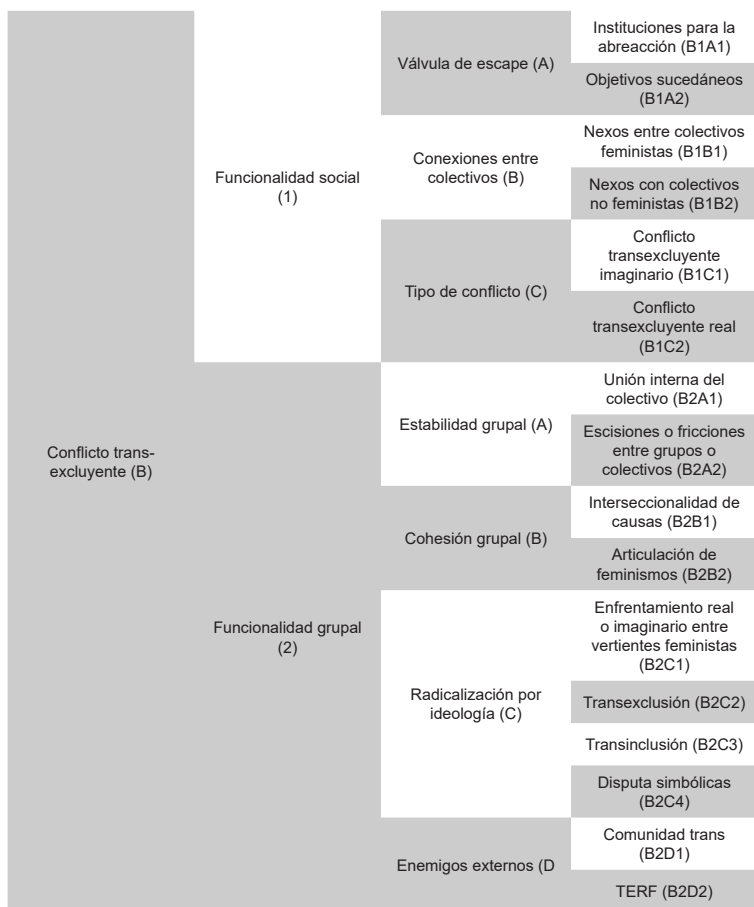 Conflicto trans-
excluyente (B)
Funcionalidad social
(1)
Válvula de escape (A)
Instituciones para la
abreacción (B1A1)
Objetivos sucedáneos
(B1A2)
Conexiones entre
colectivos (B)
Nexos entre colectivos
feministas (B1B1)
Nexos con colectivos
no feministas (B1B2)
Tipo de conflicto (C)
Conflicto
transexcluyente
imaginario (B1C1)
Conflicto
transexcluyente real
(B1C2)
Funcionalidad grupal
(2)
Estabilidad grupal (A)
Unión interna del
colectivo (B2A1)
Escisiones o fricciones
entre grupos o
colectivos (B2A2)
Cohesión grupal (B)
Interseccionalidad de
causas (B2B1)
Articulación de
feminismos (B2B2)
Radicalización por
ideología (C)
Enfrentamiento real
o imaginario entre
vertientes feministas
(B2C1)
Transexclusión (B2C2)
Transinclusión (B2C3)
Disputa simbólicas
(B2C4)
Enemigos externos (D
Comunidad trans
(B2D1)
TERF (B2D2)